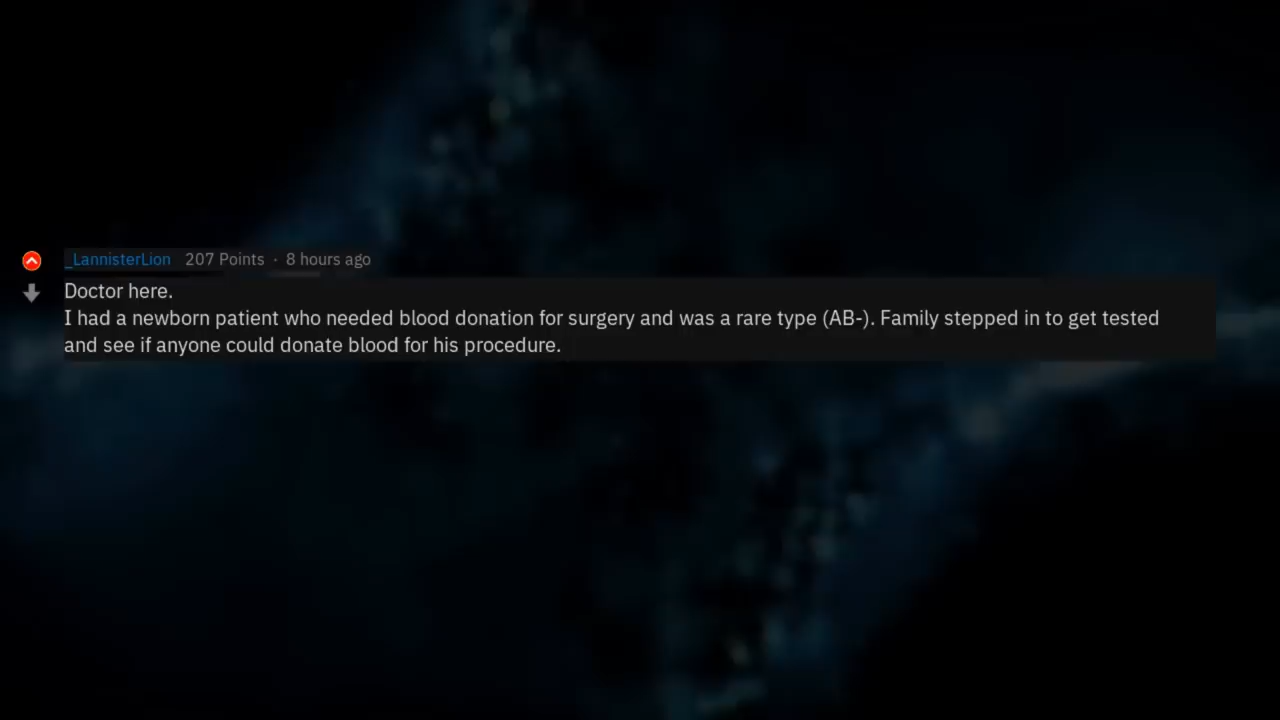 _LannisterLion 207 Points · 8 hours ago
Doctor here.
I had a newborn patient who needed blood donation for surgery and was a rare type (AB-). Family stepped in to get tested
and see if anyone could donate blood for his procedure.